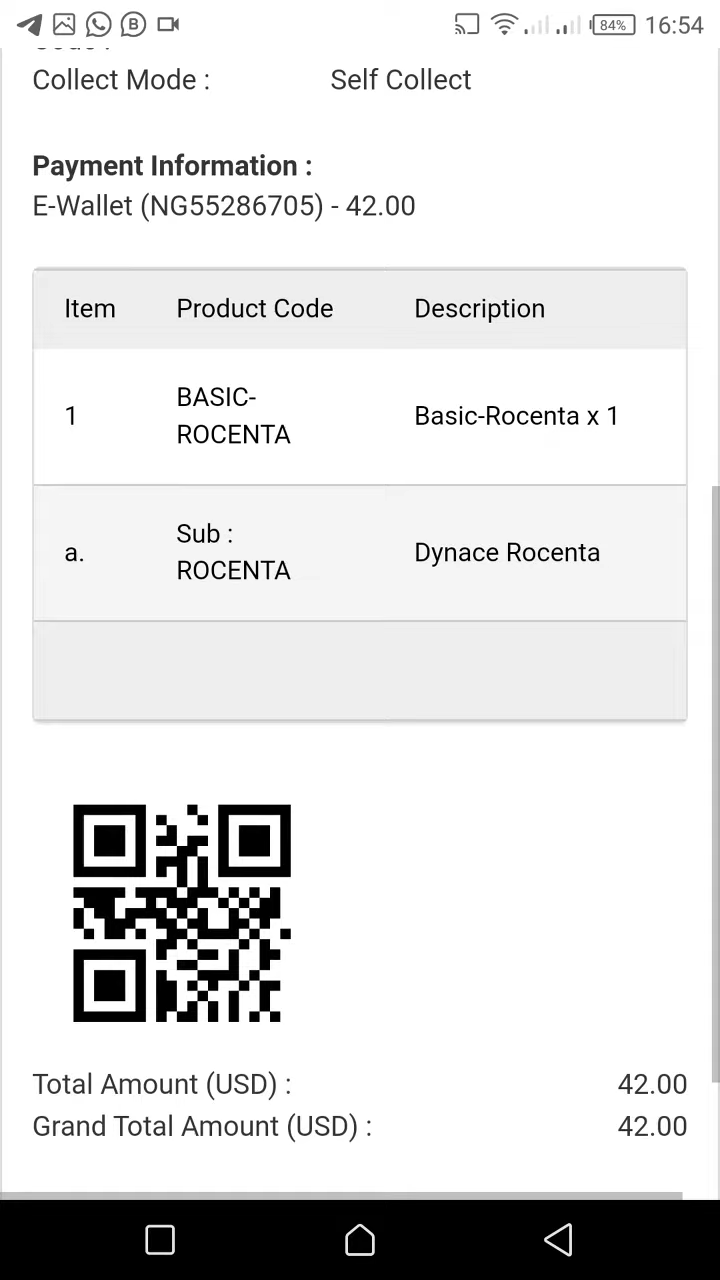 84% 16:54
Collect Mode : Self Collect
Payment Information :
E-Wallet (NG55286705) - 42.00
Item Product Code Description
1 BASIC-ROCENTA Basic-Rocenta x 1
a. Sub : ROCENTA Dynace Rocenta
Total Amount (USD) : 42.00
Grand Total Amount (USD) : 42.00